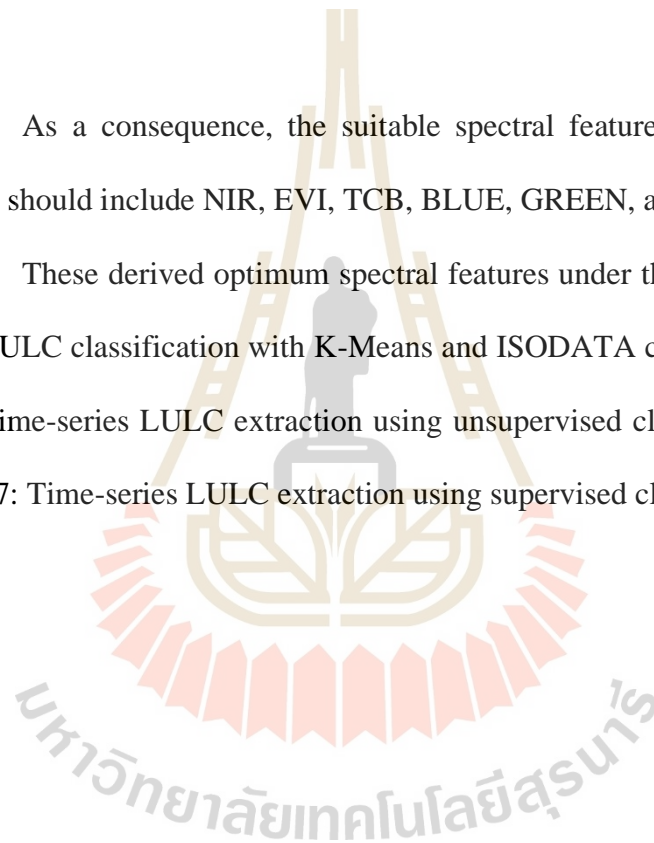 As a consequence, the suitable spectral feature
should include NIR, EVI, TCB, BLUE, GREEN, a
These derived optimum spectral features under th
ULC classification with K-Means and ISODATA c
ime-series LULC extraction using unsupervised cl
7: Time-series LULC extraction using supervised cl
มหาวิทยาลัยเทคโนโลยีสุรนารี